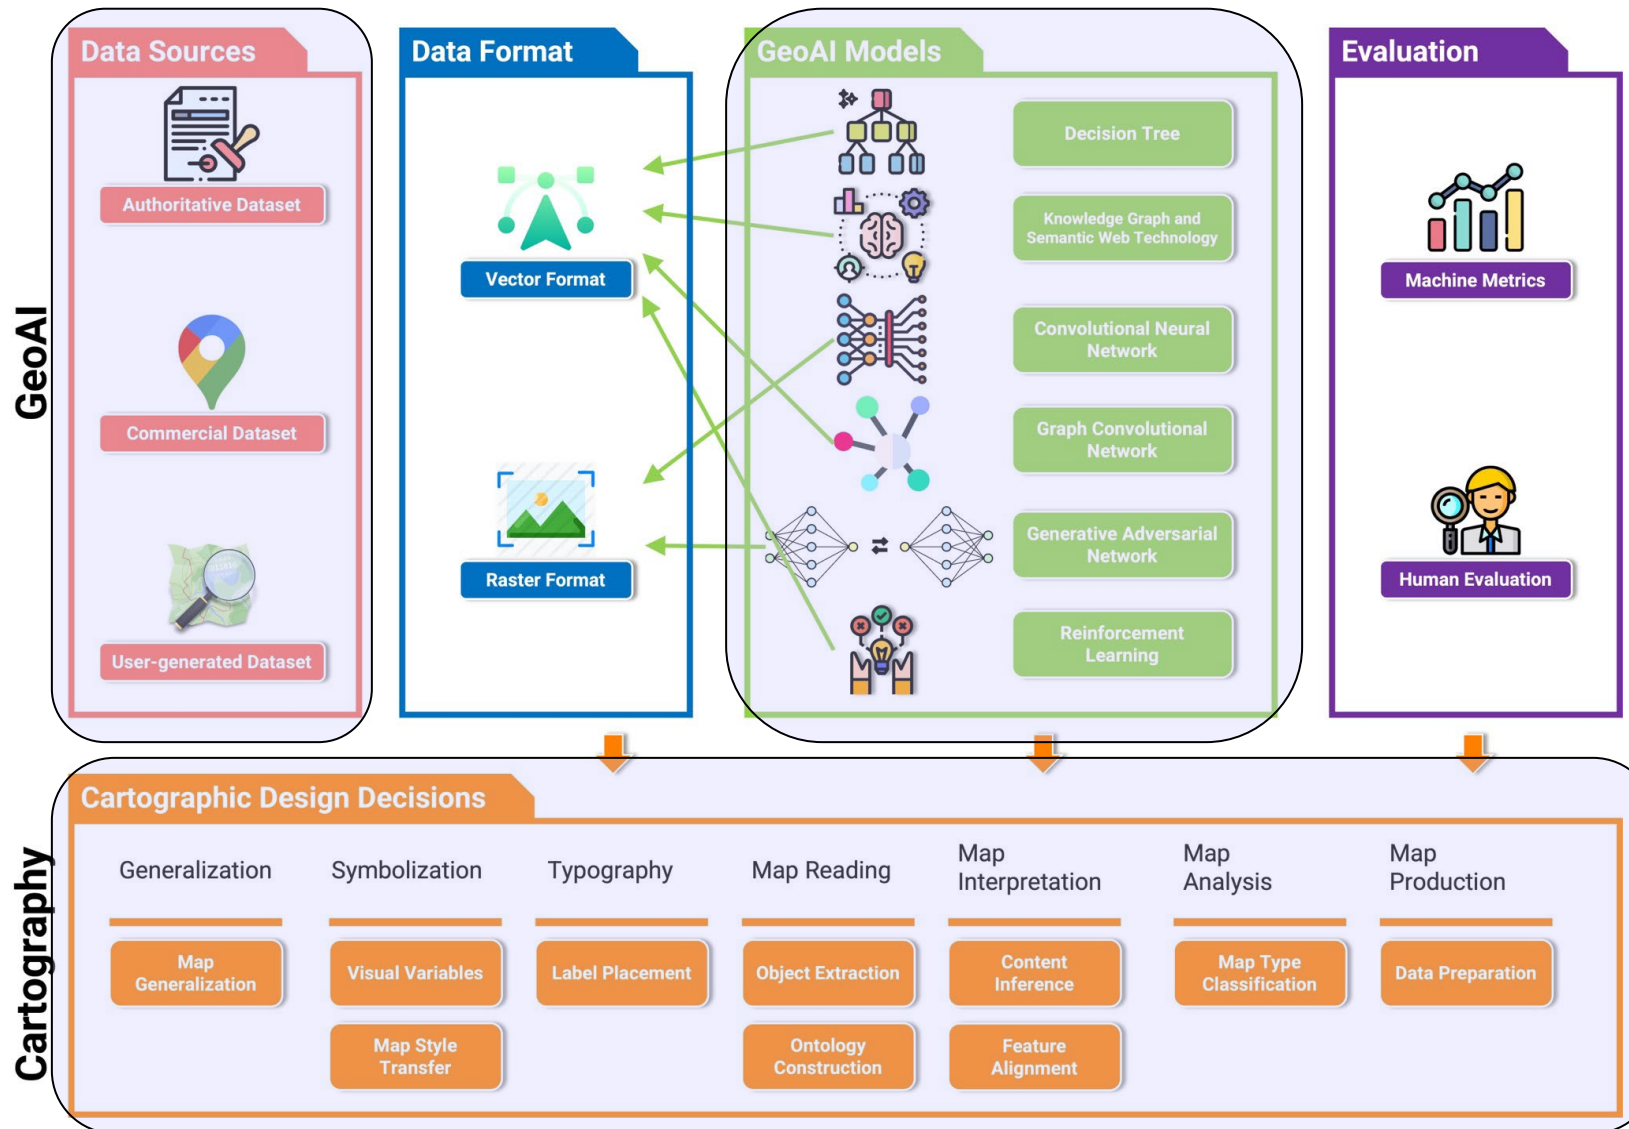 GeoAI
Data Sources
Authoritative Dataset
Commercial Dataset
User-generated Dataset
Data Format
Vector Format
Raster Format
GeoAI Models
Decision Tree
Knowledge Graph and
Semantic Web Technology
Convolutional Neural
Network
Graph Convolutional
Network
Generative Adversarial
Network
Reinforcement
Learning
Evaluation
Machine Metrics
Human Evaluation
Cartography
Cartographic Design Decisions
Generalization
Map
Generalization
Symbolization
Visual Variables
Map Style
Transfer
Typography
Label Placement
Map Reading
Object Extraction
Ontology
Construction
Map
Interpretation
Content
Inference
Feature
Alignment
Map
Analysis
Map Type
Classification
Map
Production
Data Preparation